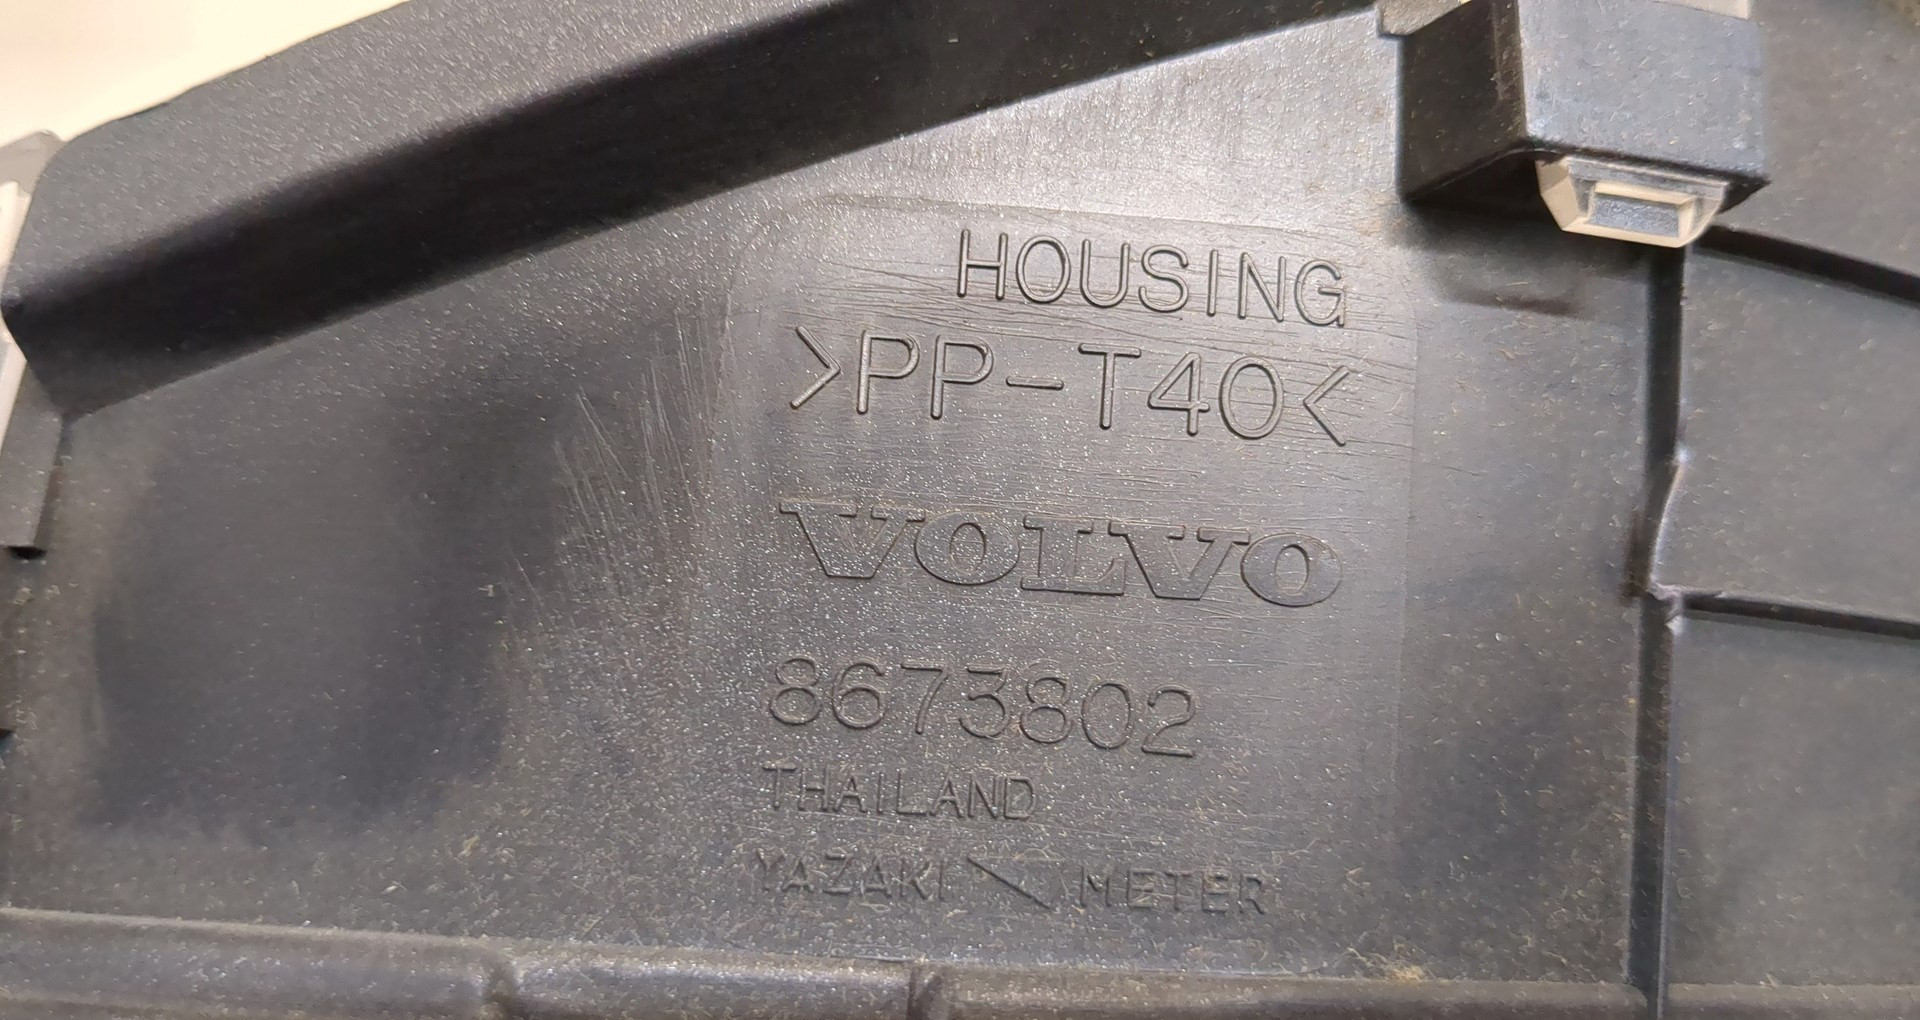 HOUSING
>PP-T40<
VOLVO
8673802
THAILAND
YAZAKI METER